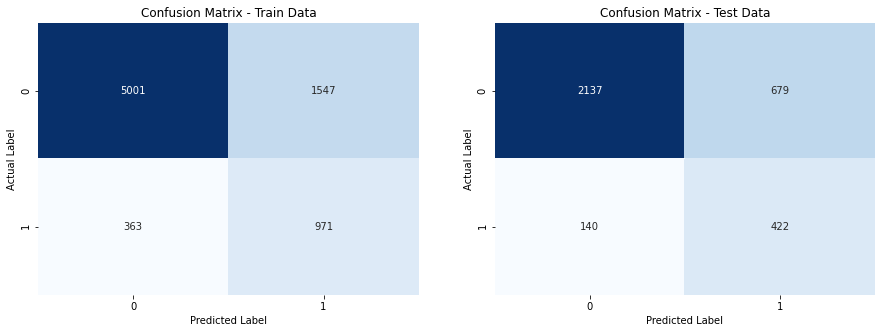 Confusion Matrix - Train Data
Actual Label
0
5001 1547
1
363 971
0 1
Predicted Label
Confusion Matrix - Test Data
Actual Label
0
2137 679
1
140 422
0 1
Predicted Label